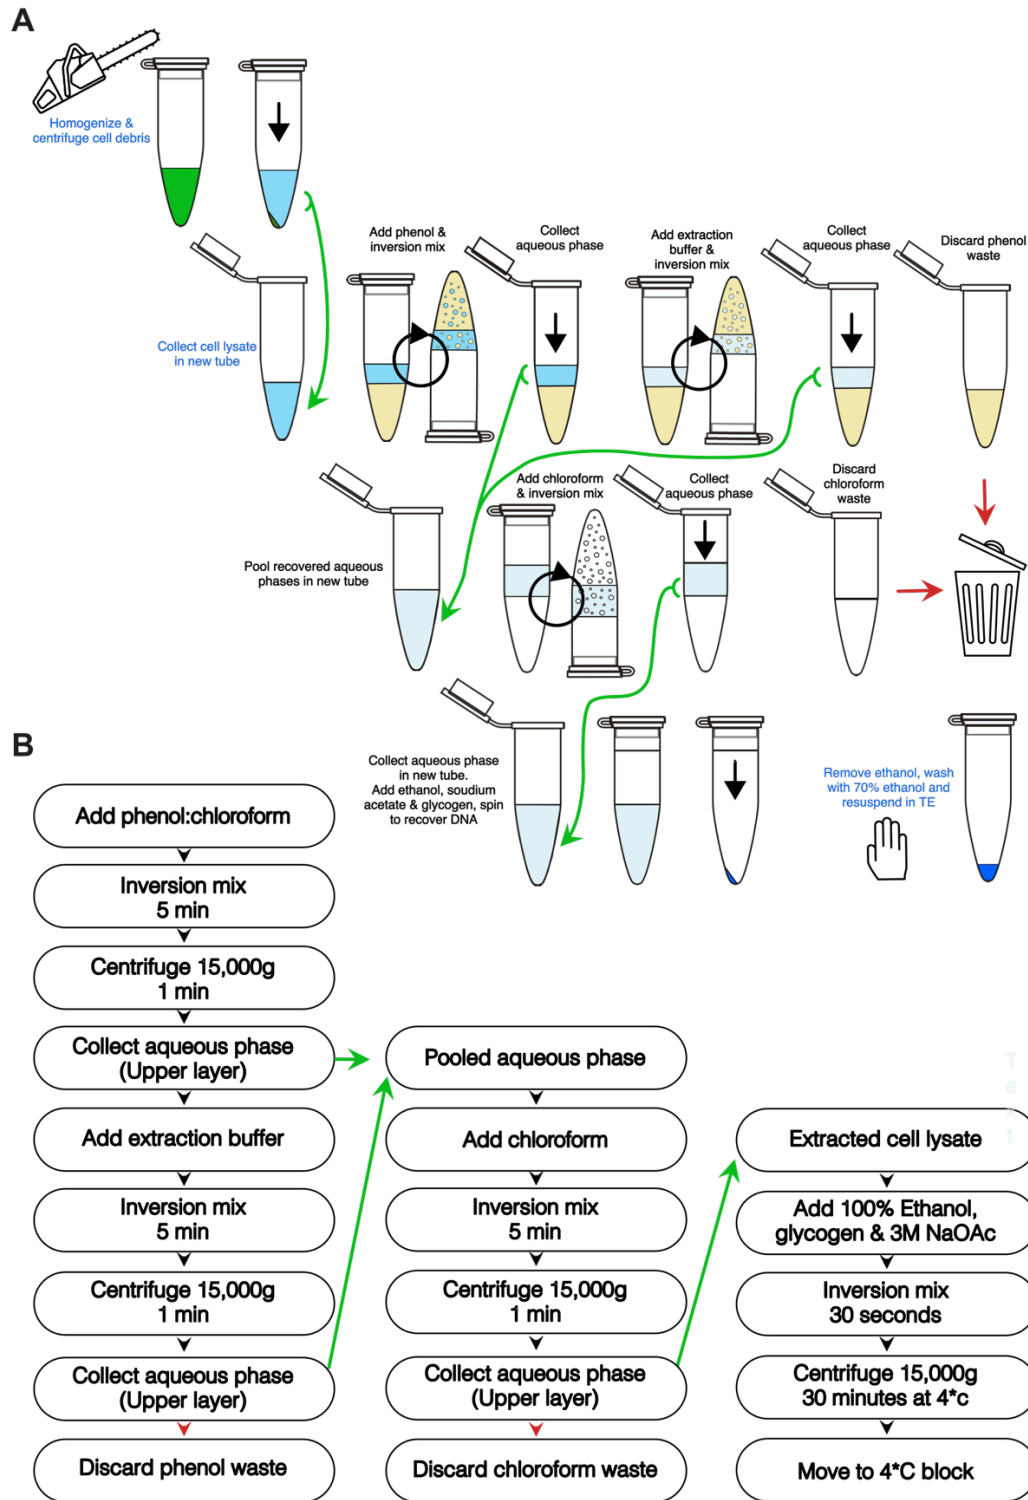 A
Homogenize &
centrifuge cell debris
Add phenol &
inversion mix
Collect
aqueous phase
Add extraction
buffer &
inversion mix
Collect
aqueous phase
Discard phenol
waste
Collect cell lysate
in new tube
Add chloroform
& inversion mix
Collect
aqueous phase
Discard
chloroform
waste
Pool recovered aqueous
phases in new tube
Collect aqueous phase
in new tube.
Add ethanol, soudium
acetate & glycogen, spin
to recover DNA
Remove ethanol, wash
with 70% ethanol and
resuspend in TE
B
Add phenol:chloroform
Inversion mix
5 min
Centrifuge 15,000g
1 min
Collect aqueous phase
(Upper layer)
Add extraction buffer
Inversion mix
5 min
Centrifuge 15,000g
1 min
Collect aqueous phase
(Upper layer)
Discard phenol waste
Pooled aqueous phase
Add chloroform
Inversion mix
5 min
Centrifuge 15,000g
1 min
Collect aqueous phase
(Upper layer)
Discard chloroform waste
T
e
x
t
Extracted cell lysate
Add 100% Ethanol,
glycogen & 3M NaOAc
Inversion mix
30 seconds
Centrifuge 15,000g
30 minutes at 4*c
Move to 4*C block